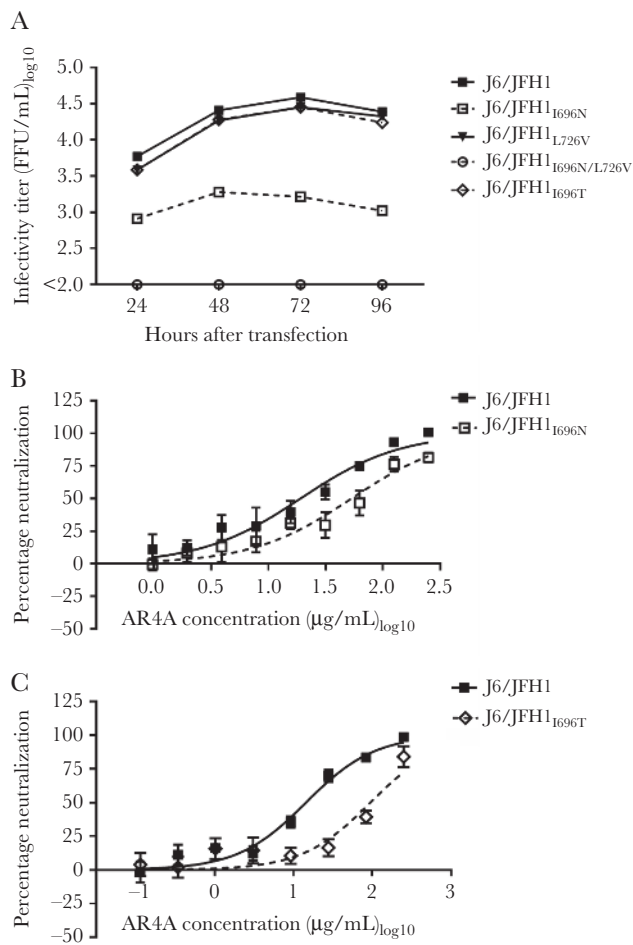 A
Infectivity titer (FFU/mL)log10
5.0
4.5
4.0
3.5
3.0
2.5
<2.0
24 48 72 96
Hours after transfection
J6/JFH1
J6/JFH1I696N
J6/JFH1L726V
J6/JFH1I696N/L726V
J6/JFH1I696T
B
Percentage neutralization
125
100
75
50
25
0
−25
−50
0.0 0.5 1.0 1.5 2.0 2.5
AR4A concentration (μg/mL)log10
J6/JFH1
J6/JFH1I696N
C
Percentage neutralization
125
100
75
50
25
0
−25
−50
−1 0 1 2 3
AR4A concentration (μg/mL)log10
J6/JFH1
J6/JFH1I696T